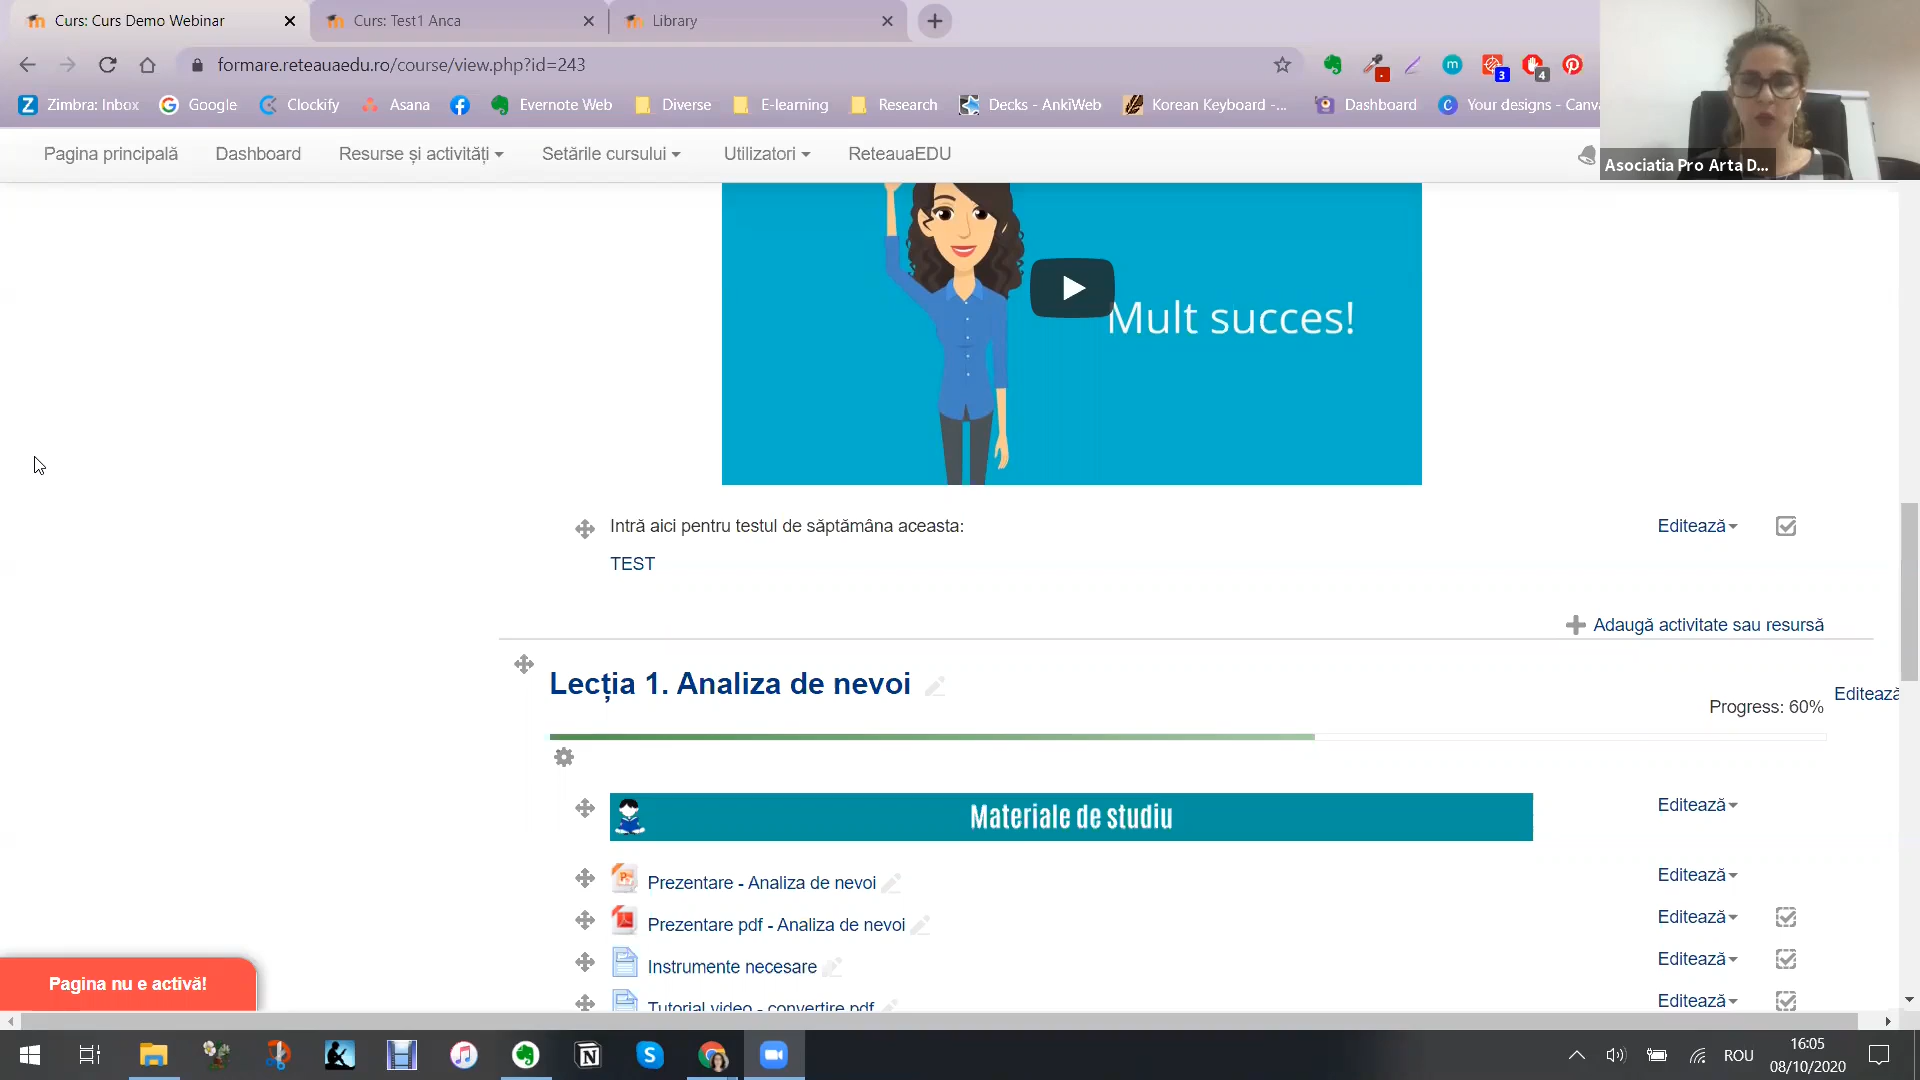 Curs: Curs Demo Webinar
Curs: Test1 Anca
Library
formare.reteauaedu.ro/course/view.php?id=243
3
4
Zimbra: Inbox
Google
Clockify
Asana
Evernote Web
Diverse
E-learning
Research
Decks - AnkiWeb
Korean Keyboard -...
Dashboard
Your designs - Canv
Pagina principală
Dashboard
Resurse și activități
Setările cursului
Utilizatori
ReteauaEDU
Asociatia Pro Arta D...
Mult succes!
Intră aici pentru testul de săptămâna aceasta:
Editează
TEST
Adaugă activitate sau resursă
Lecția 1. Analiza de nevoi
Editează
Progress: 60%
Materiale de studiu
Editează
Prezentare - Analiza de nevoi
Editează
Prezentare pdf - Analiza de nevoi
Editează
Instrumente necesare
Editează
Tutorial video - convertire pdf
Editează
Pagina nu e activă!
ROU
16:05
08/10/2020